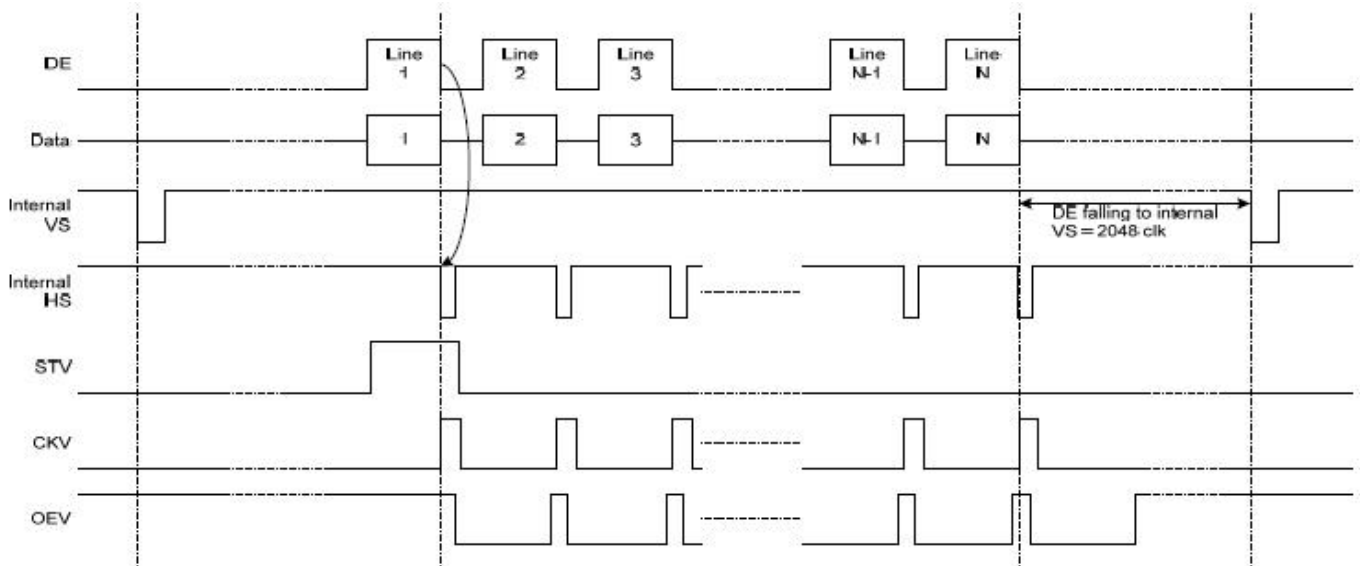 DE
Line
1
Line
2
Line
3
Line
N-1
Line
N
Data
1
2
3
N-1
N
Internal
VS
DE falling to internal
VS = 2048 clk
Internal
HS
STV
CKV
OEV